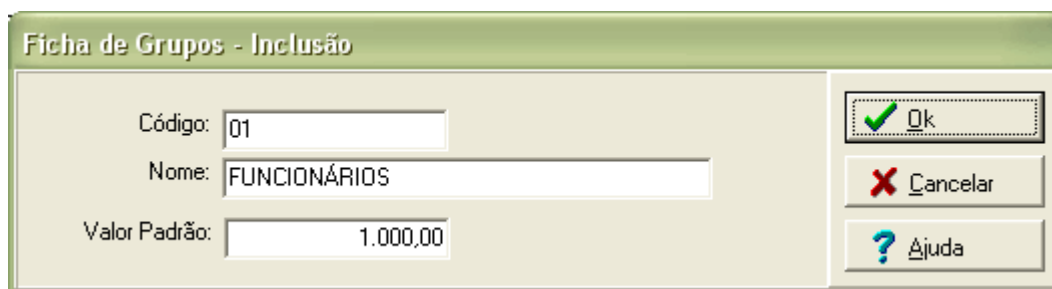 Ficha de Grupos - Inclusão
Código: 01
Nome: FUNCIONÁRIOS
Valor Padrão: 1.000,00
Ok
Cancelar
Ajuda